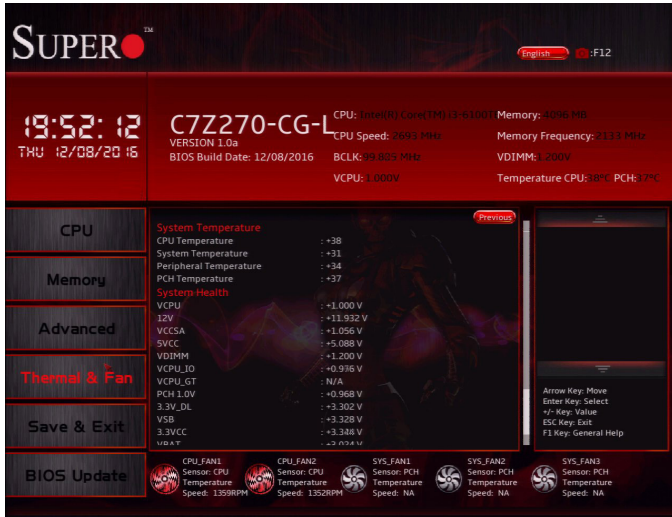 SUPER
TM
English :F12
19:52:12
THU 12/08/2016
C7Z270-CG-L
VERSION 1.0a
BIOS Build Date: 12/08/2016
CPU: Intel(R) Core(TM) i3-6100T
CPU Speed: 2693 MHz
BCLK: 99.805 MHz
VCPU: 1.000V
Memory: 4096 MB
Memory Frequency: 2133 MHz
VDIMM: 1.200V
Temperature CPU: 38°C PCH: 37°C
CPU
Memory
Advanced
Thermal & Fan
Save & Exit
BIOS Update
Previous
System Temperature
CPU Temperature : +38
System Temperature : +31
Peripheral Temperature : +34
PCH Temperature : +37
System Health
VCPU : +1.000 V
12V : +11.932 V
VCCSA : +1.056 V
5VCC : +5.088 V
VDIMM : +1.200 V
VCPU_IO : +0.976 V
VCPU_GT : N/A
PCH 1.0V : +0.968 V
3.3V_DL : +3.302 V
VSB : +3.328 V
3.3VCC : +3.348 V
VBAT : +3.024 V
Arrow Key: Move
Enter Key: Select
+/- Key: Value
ESC Key: Exit
F1 Key: General Help
CPU_FAN1
Sensor: CPU
Temperature
Speed: 1359RPM
CPU_FAN2
Sensor: CPU
Temperature
Speed: 1352RPM
SYS_FAN1
Sensor: PCH
Temperature
Speed: NA
SYS_FAN2
Sensor: PCH
Temperature
Speed: NA
SYS_FAN3
Sensor: PCH
Temperature
Speed: NA